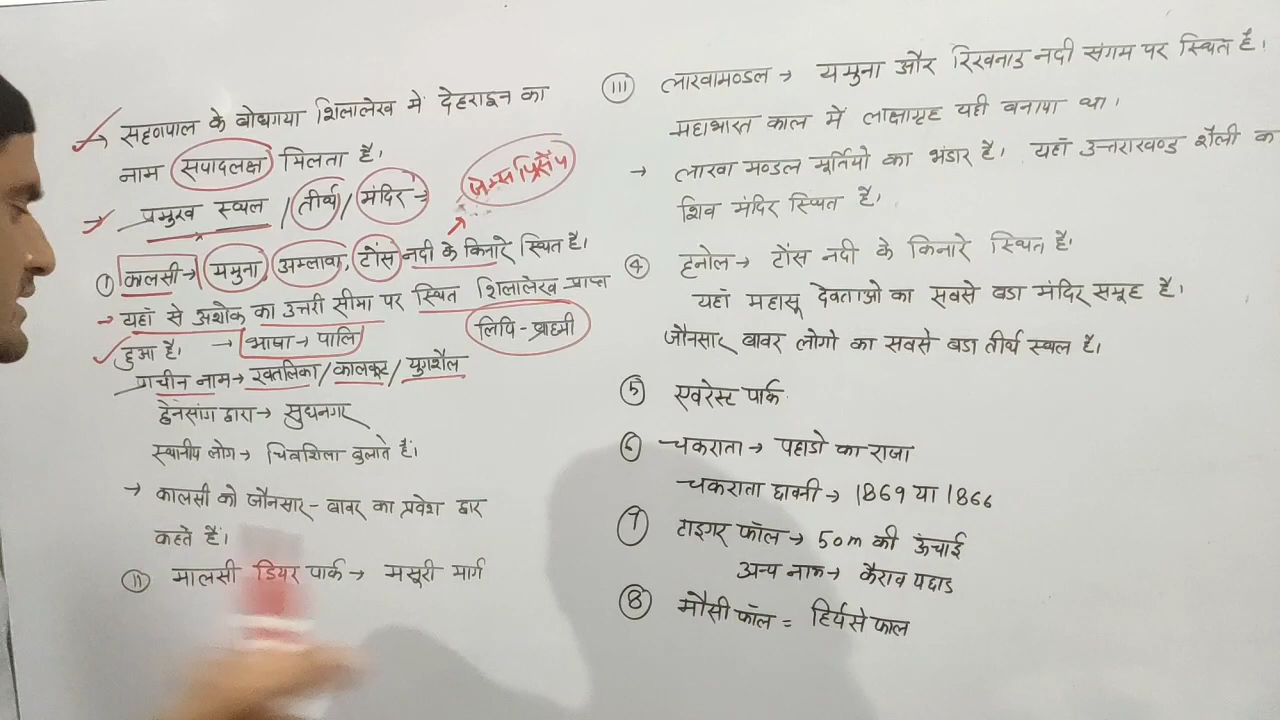 सहणपाल के बोधगया शिलालेख में देहरादून का
नाम सपादलक्ष मिलता है।
प्रमुख स्थल / तीर्थ / मंदिर →
जेम्स प्रिंसेप
① कालसी → यमुना, अम्लावा, टोंस नदी के किनारे स्थित है।
→ यहाँ से अशोक का उत्तरी सीमा पर स्थित शिलालेख प्राप्त
हुआ है। → भाषा → पालि लिपि - ब्राह्मी
प्राचीन नाम → रक्तलिका / कालकूट / युगशैल
ह्वेनसांग द्वारा → सुधनगर
स्थानीय लोग → चित्रशिला बुलाते हैं।
→ कालसी को जौनसार - बावर का प्रवेश द्वार
कहते हैं।
(ii) मालसी डियर पार्क → मसूरी मार्ग
(iii) लाखामण्डल → यमुना और रिखनाड नदी संगम पर स्थित है।
महाभारत काल में लाक्षागृह यही बनाया था।
→ लाखा मण्डल मूर्तियो का भंडार है। यहाँ उत्तराखण्ड शैली क
शिव मंदिर स्थित है।
④ हनोल → टोंस नदी के किनारे स्थित है।
यहाँ महासू देवताओ का सबसे बडा मंदिर समूह है।
जौनसार बावर लोगो का सबसे बडा तीर्थ स्थल है।
⑤ एवरेस्ट पार्क
⑥ चकराता → पहाडो का राजा
चकराता छावनी → 1869 या 1866
⑦ टाइगर फॉल → 50m की ऊंचाई
अन्य नाम → कैराव पछाड
⑧ मौसी फॉल = हिर्यसे फाल